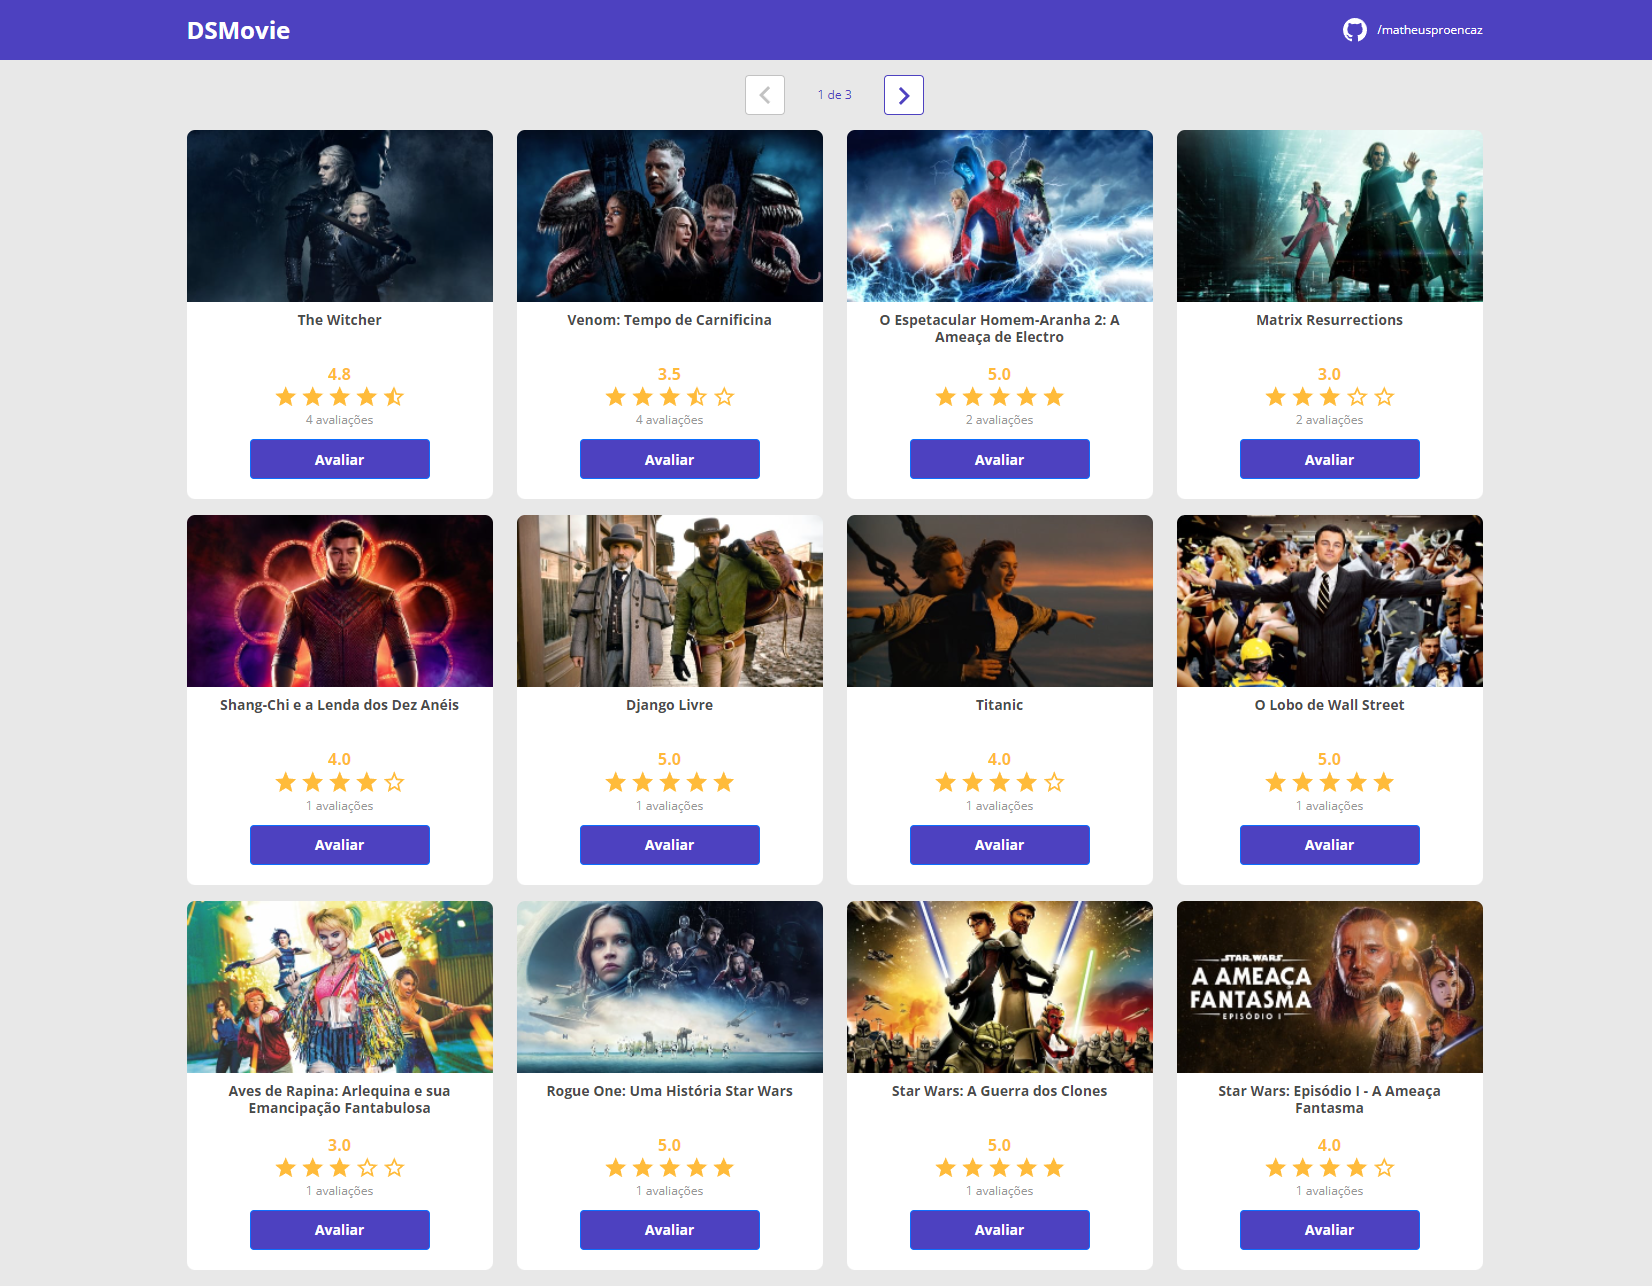 DSMovie
/matheusproencaz
1 de 3
The Witcher
4.8
4 avaliações
Avaliar
Venom: Tempo de Carnificina
3.5
4 avaliações
Avaliar
O Espetacular Homem-Aranha 2: A
Ameaça de Electro
5.0
2 avaliações
Avaliar
Matrix Resurrections
3.0
2 avaliações
Avaliar
Shang-Chi e a Lenda dos Dez Anéis
4.0
1 avaliações
Avaliar
Django Livre
5.0
1 avaliações
Avaliar
Titanic
4.0
1 avaliações
Avaliar
O Lobo de Wall Street
5.0
1 avaliações
Avaliar
Aves de Rapina: Arlequina e sua
Emancipação Fantabulosa
3.0
1 avaliações
Avaliar
Rogue One: Uma História Star Wars
5.0
1 avaliações
Avaliar
Star Wars: A Guerra dos Clones
5.0
1 avaliações
Avaliar
STAR WARS
A AMEAÇA
FANTASMA
EPISÓDIO I
Star Wars: Episódio I - A Ameaça
Fantasma
4.0
1 avaliações
Avaliar